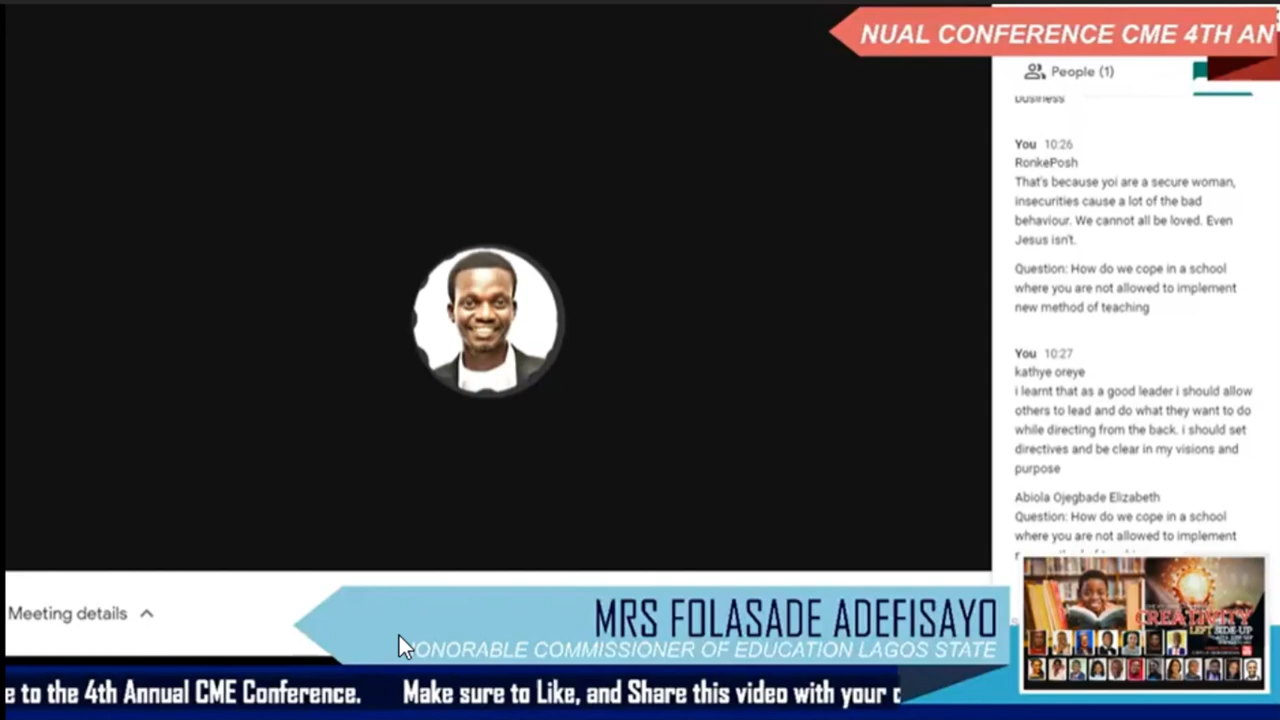 NUAL CONFERENCE CME 4TH AN
People (1)
business
You 10:26
RonkePosh
That's because yoi are a secure woman,
insecurities cause a lot of the bad
behaviour. We cannot all be loved. Even
Jesus isn't.
Question: How do we cope in a school
where you are not allowed to implement
new method of teaching
You 10:27
kathye oreye
i learnt that as a good leader i should allow
others to lead and do what they want to do
while directing from the back. i should set
directives and be clear in my visions and
purpose
Abiola Ojegbade Elizabeth
Question: How do we cope in a school
where you are not allowed to implement
CREATIVITY
LEFT SIDE-UP
Meeting details
MRS FOLASADE ADEFISAYO
ONORABLE COMMISSIONER OF EDUCATION LAGOS STATE
e to the 4th Annual CME Conference. Make sure to Like, and Share this video with your